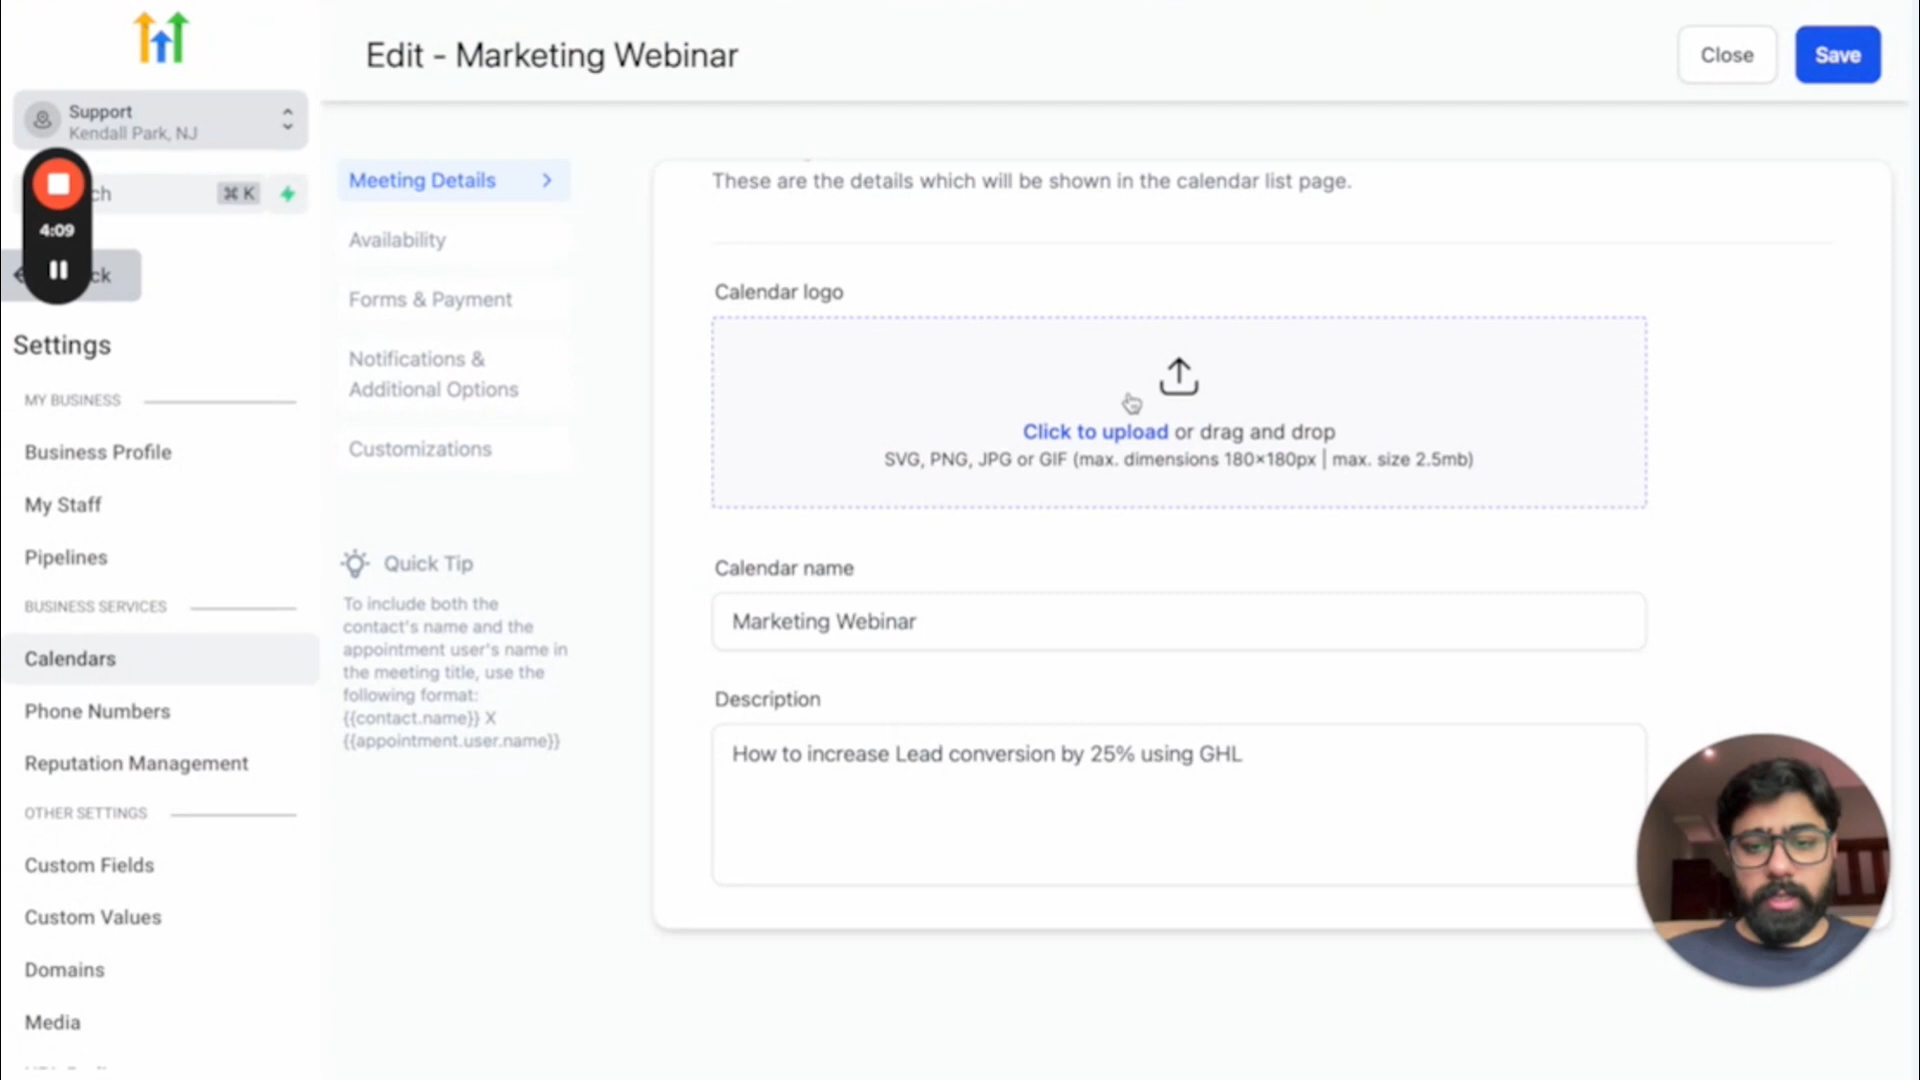 Edit - Marketing Webinar
Close
Save
Support
Kendall Park, NJ
ch
⌘ K
4:09
ck
Settings
MY BUSINESS
Business Profile
My Staff
Pipelines
BUSINESS SERVICES
Calendars
Phone Numbers
Reputation Management
OTHER SETTINGS
Custom Fields
Custom Values
Domains
Media
Meeting Details
Availability
Forms & Payment
Notifications &
Additional Options
Customizations
Quick Tip
To include both the
contact's name and the
appointment user's name in
the meeting title, use the
following format:
{{contact.name}} X
{{appointment.user.name}}
These are the details which will be shown in the calendar list page.
Calendar logo
Click to upload or drag and drop
SVG, PNG, JPG or GIF (max. dimensions 180×180px | max. size 2.5mb)
Calendar name
Marketing Webinar
Description
How to increase Lead conversion by 25% using GHL